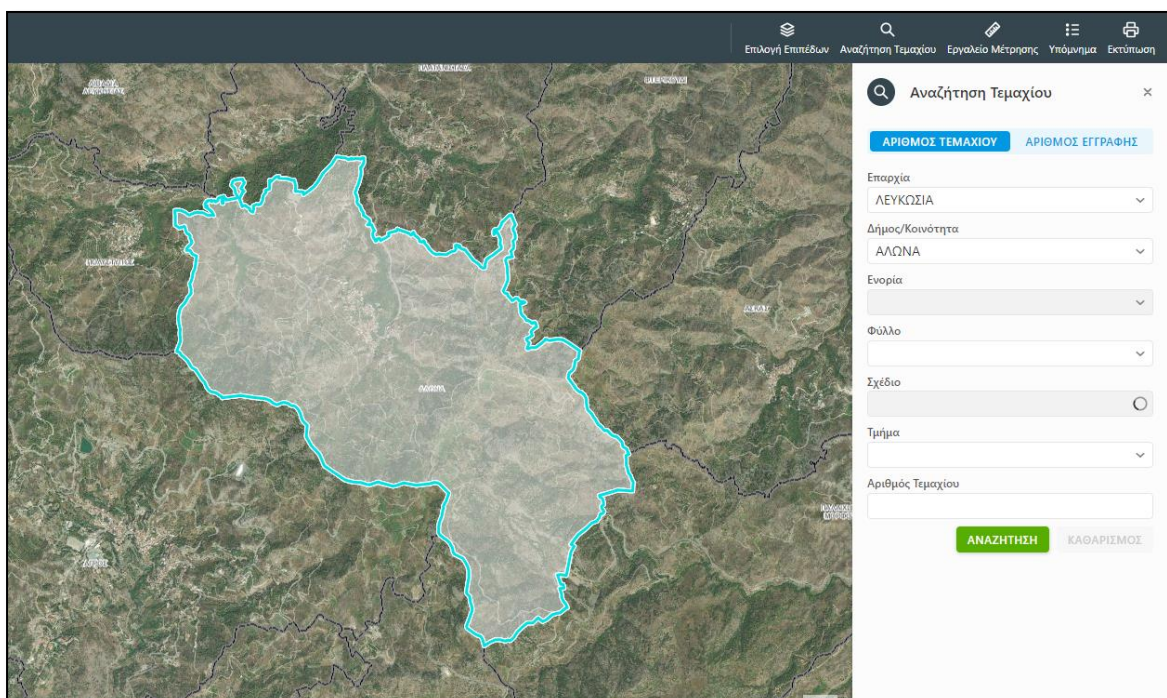 Επιλογή Επιπέδων
Αναζήτηση Τεμαχίου
Εργαλείο Μέτρησης
Υπόμνημα
Εκτύπωση
Αναζήτηση Τεμαχίου
ΑΡΙΘΜΟΣ ΤΕΜΑΧΙΟΥ
ΑΡΙΘΜΟΣ ΕΓΓΡΑΦΗΣ
Επαρχία
ΛΕΥΚΩΣΙΑ
Δήμος/Κοινότητα
ΑΛΩΝΑ
Ενορία
Φύλλο
Σχέδιο
Τμήμα
Αριθμός Τεμαχίου
ΑΝΑΖΗΤΗΣΗ
ΚΑΘΑΡΙΣΜΟΣ
ΑΛΩΝΑ